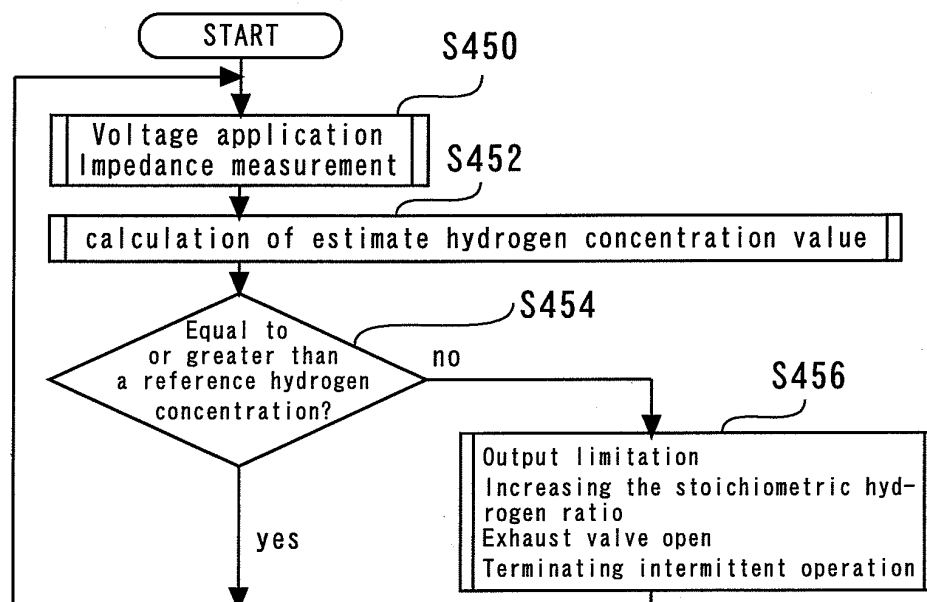 START
S450
Voltage application
Impedance measurement
S452
calculation of estimate hydrogen concentration value
S454
Equal to
or greater than
a reference hydrogen
concentration?
no
S456
Output limitation
Increasing the stoichiometric hyd-
rogen ratio
Exhaust valve open
Terminating intermittent operation
yes